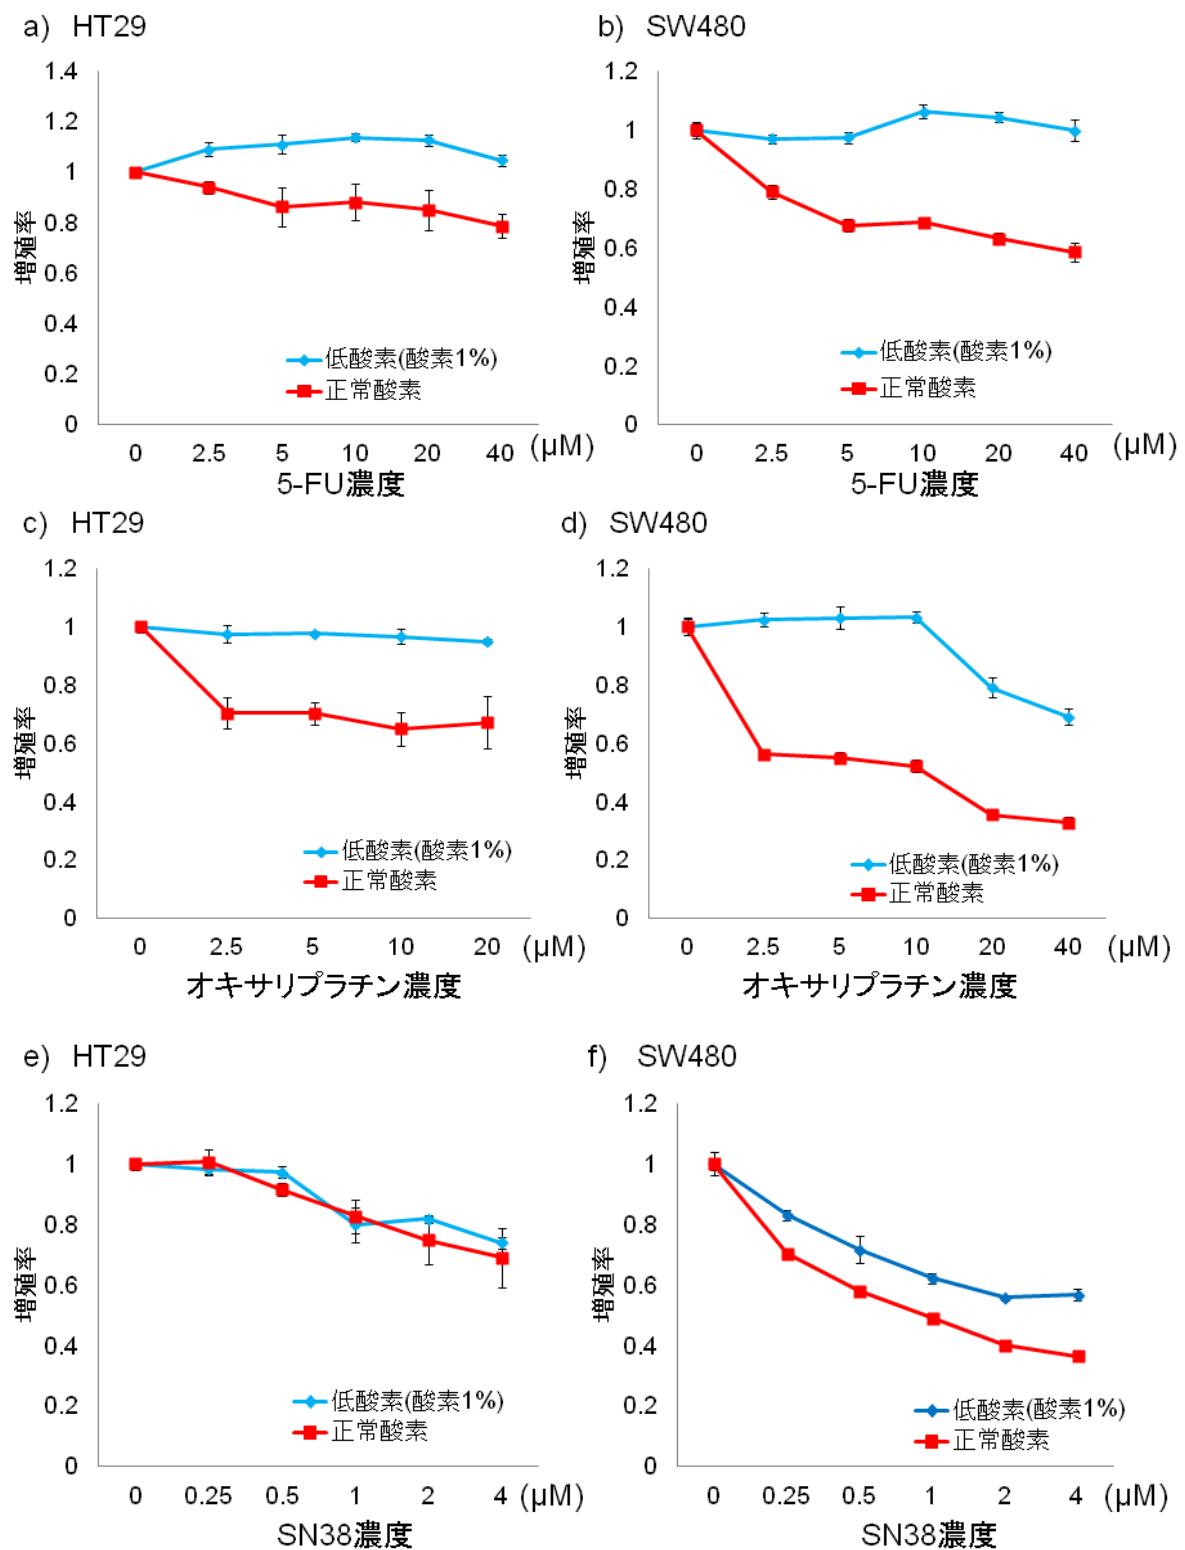 a) HT29
1.4
1.2
1
0.8
0.6
0.4
0.2
0
増殖率
低酸素(酸素1%)
正常酸素
0 2.5 5 10 20 40 (μM)
5-FU濃度
b) SW480
1.2
1
0.8
0.6
0.4
0.2
0
増殖率
低酸素(酸素1%)
正常酸素
0 2.5 5 10 20 40 (μM)
5-FU濃度
c) HT29
1.2
1
0.8
0.6
0.4
0.2
0
増殖率
低酸素(酸素1%)
正常酸素
0 2.5 5 10 20 (μM)
オキサリプラチン濃度
d) SW480
1.2
1
0.8
0.6
0.4
0.2
0
増殖率
低酸素(酸素1%)
正常酸素
0 2.5 5 10 20 40 (μM)
オキサリプラチン濃度
e) HT29
1.2
1
0.8
0.6
0.4
0.2
0
増殖率
低酸素(酸素1%)
正常酸素
0 0.25 0.5 1 2 4 (μM)
SN38濃度
f) SW480
1.2
1
0.8
0.6
0.4
0.2
0
増殖率
低酸素(酸素1%)
正常酸素
0 0.25 0.5 1 2 4 (μM)
SN38濃度